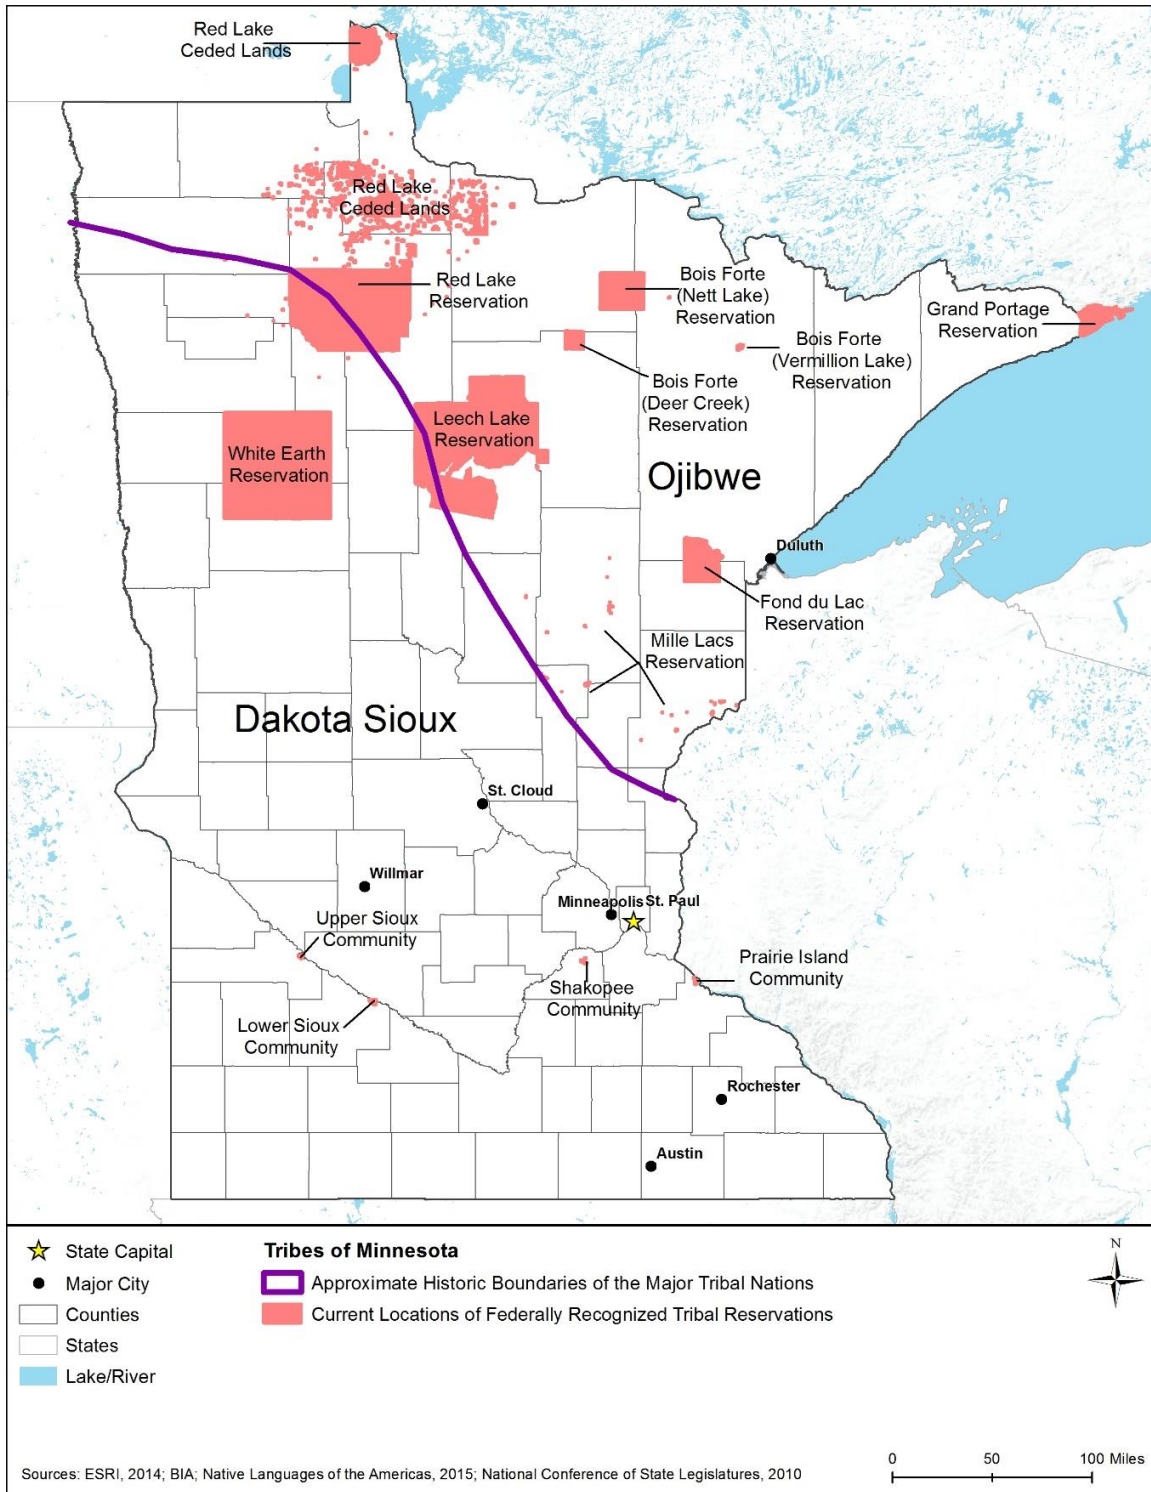 Red Lake
Ceded Lands
Red Lake
Ceded Lands
Red Lake
Reservation
Bois Forte
(Nett Lake)
Reservation
Grand Portage
Reservation
Bois Forte
(Vermillion Lake)
Reservation
Bois Forte
(Deer Creek)
Reservation
Leech Lake
Reservation
White Earth
Reservation
Ojibwe
Duluth
Fond du Lac
Reservation
Mille Lacs
Reservation
Dakota Sioux
St. Cloud
Willmar
Minneapolis
St. Paul
Upper Sioux
Community
Prairie Island
Community
Shakopee
Community
Lower Sioux
Community
Rochester
Austin
State Capital
Major City
Counties
States
Lake/River
Tribes of Minnesota
Approximate Historic Boundaries of the Major Tribal Nations
Current Locations of Federally Recognized Tribal Reservations
N
0 50 100 Miles
Sources: ESRI, 2014; BIA; Native Languages of the Americas, 2015; National Conference of State Legislatures, 2010